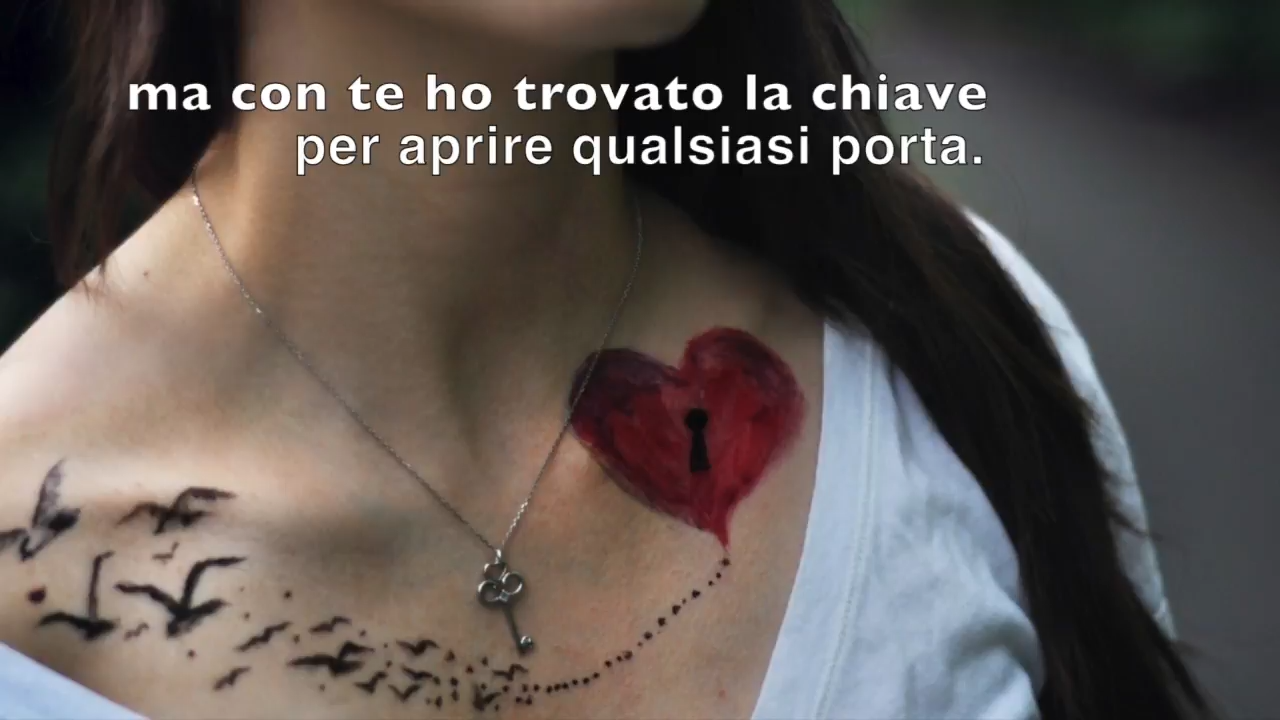 ma con te ho trovato la chiave
per aprire qualsiasi porta.